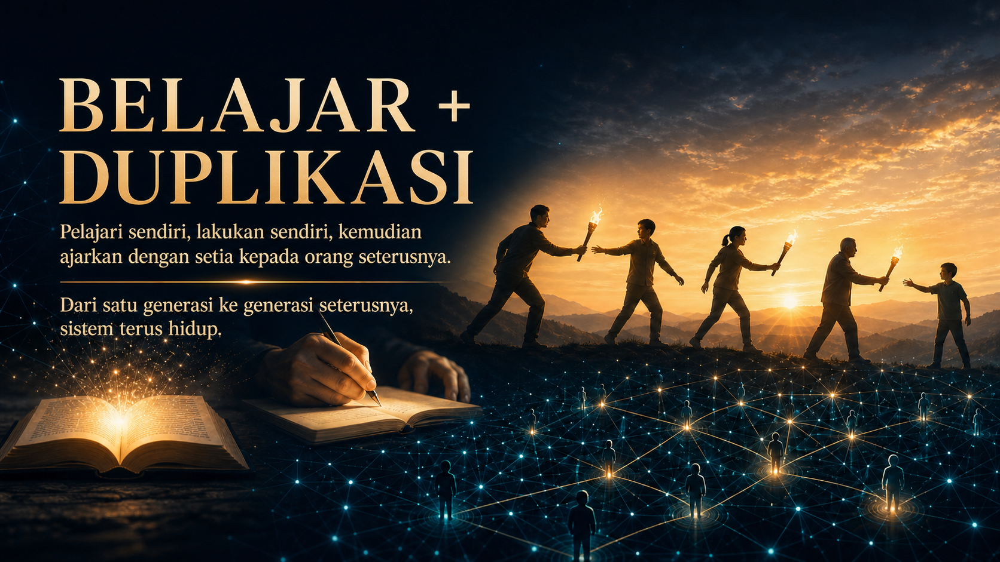 BELAJAR +
DUPLIKASI
Pelajari sendiri, lakukan sendiri, kemudian
ajarkan dengan setia kepada orang seterusnya.
Dari satu generasi ke generasi seterusnya,
sistem terus hidup.